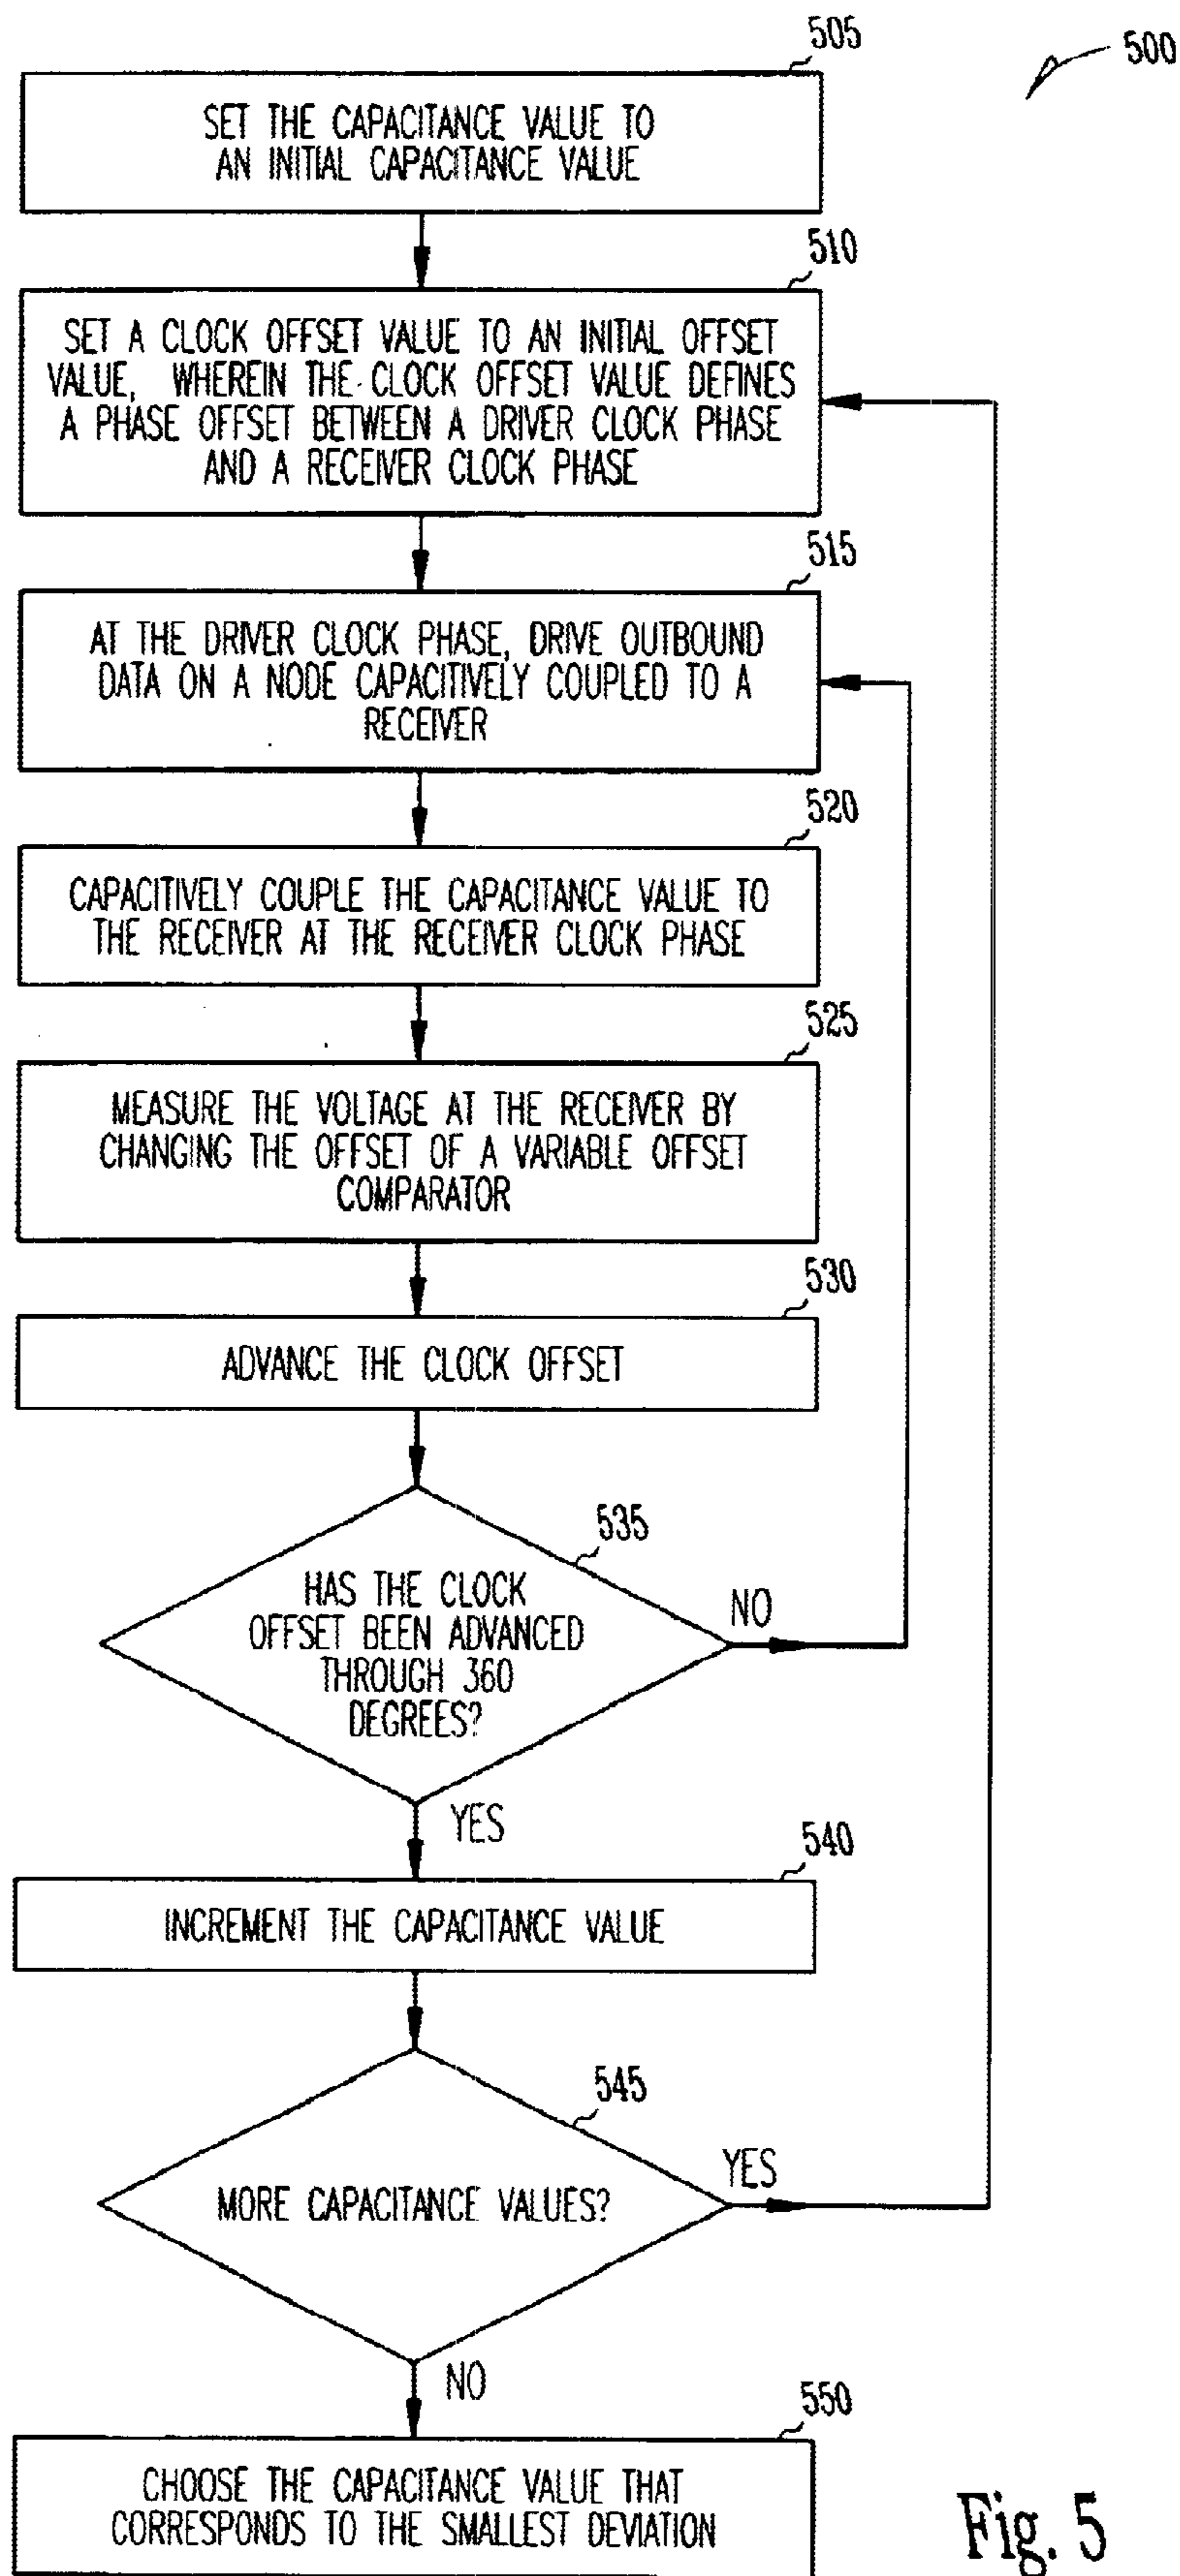 505
500
SET THE CAPACITANCE VALUE TO
AN INITIAL CAPACITANCE VALUE
510
SET A CLOCK OFFSET VALUE TO AN INITIAL OFFSET
VALUE, WHEREIN THE CLOCK OFFSET VALUE DEFINES
A PHASE OFFSET BETWEEN A DRIVER CLOCK PHASE
AND A RECEIVER CLOCK PHASE
515
AT THE DRIVER CLOCK PHASE, DRIVE OUTBOUND
DATA ON A NODE CAPACITIVELY COUPLED TO A
RECEIVER
520
CAPACITIVELY COUPLE THE CAPACITANCE VALUE TO
THE RECEIVER AT THE RECEIVER CLOCK PHASE
525
MEASURE THE VOLTAGE AT THE RECEIVER BY
CHANGING THE OFFSET OF A VARIABLE OFFSET
COMPARATOR
530
ADVANCE THE CLOCK OFFSET
535
HAS THE CLOCK
OFFSET BEEN ADVANCED
THROUGH 360
DEGREES?
NO
YES
540
INCREMENT THE CAPACITANCE VALUE
545
MORE CAPACITANCE VALUES?
YES
NO
550
CHOOSE THE CAPACITANCE VALUE THAT
CORRESPONDS TO THE SMALLEST DEVIATION
Fig. 5